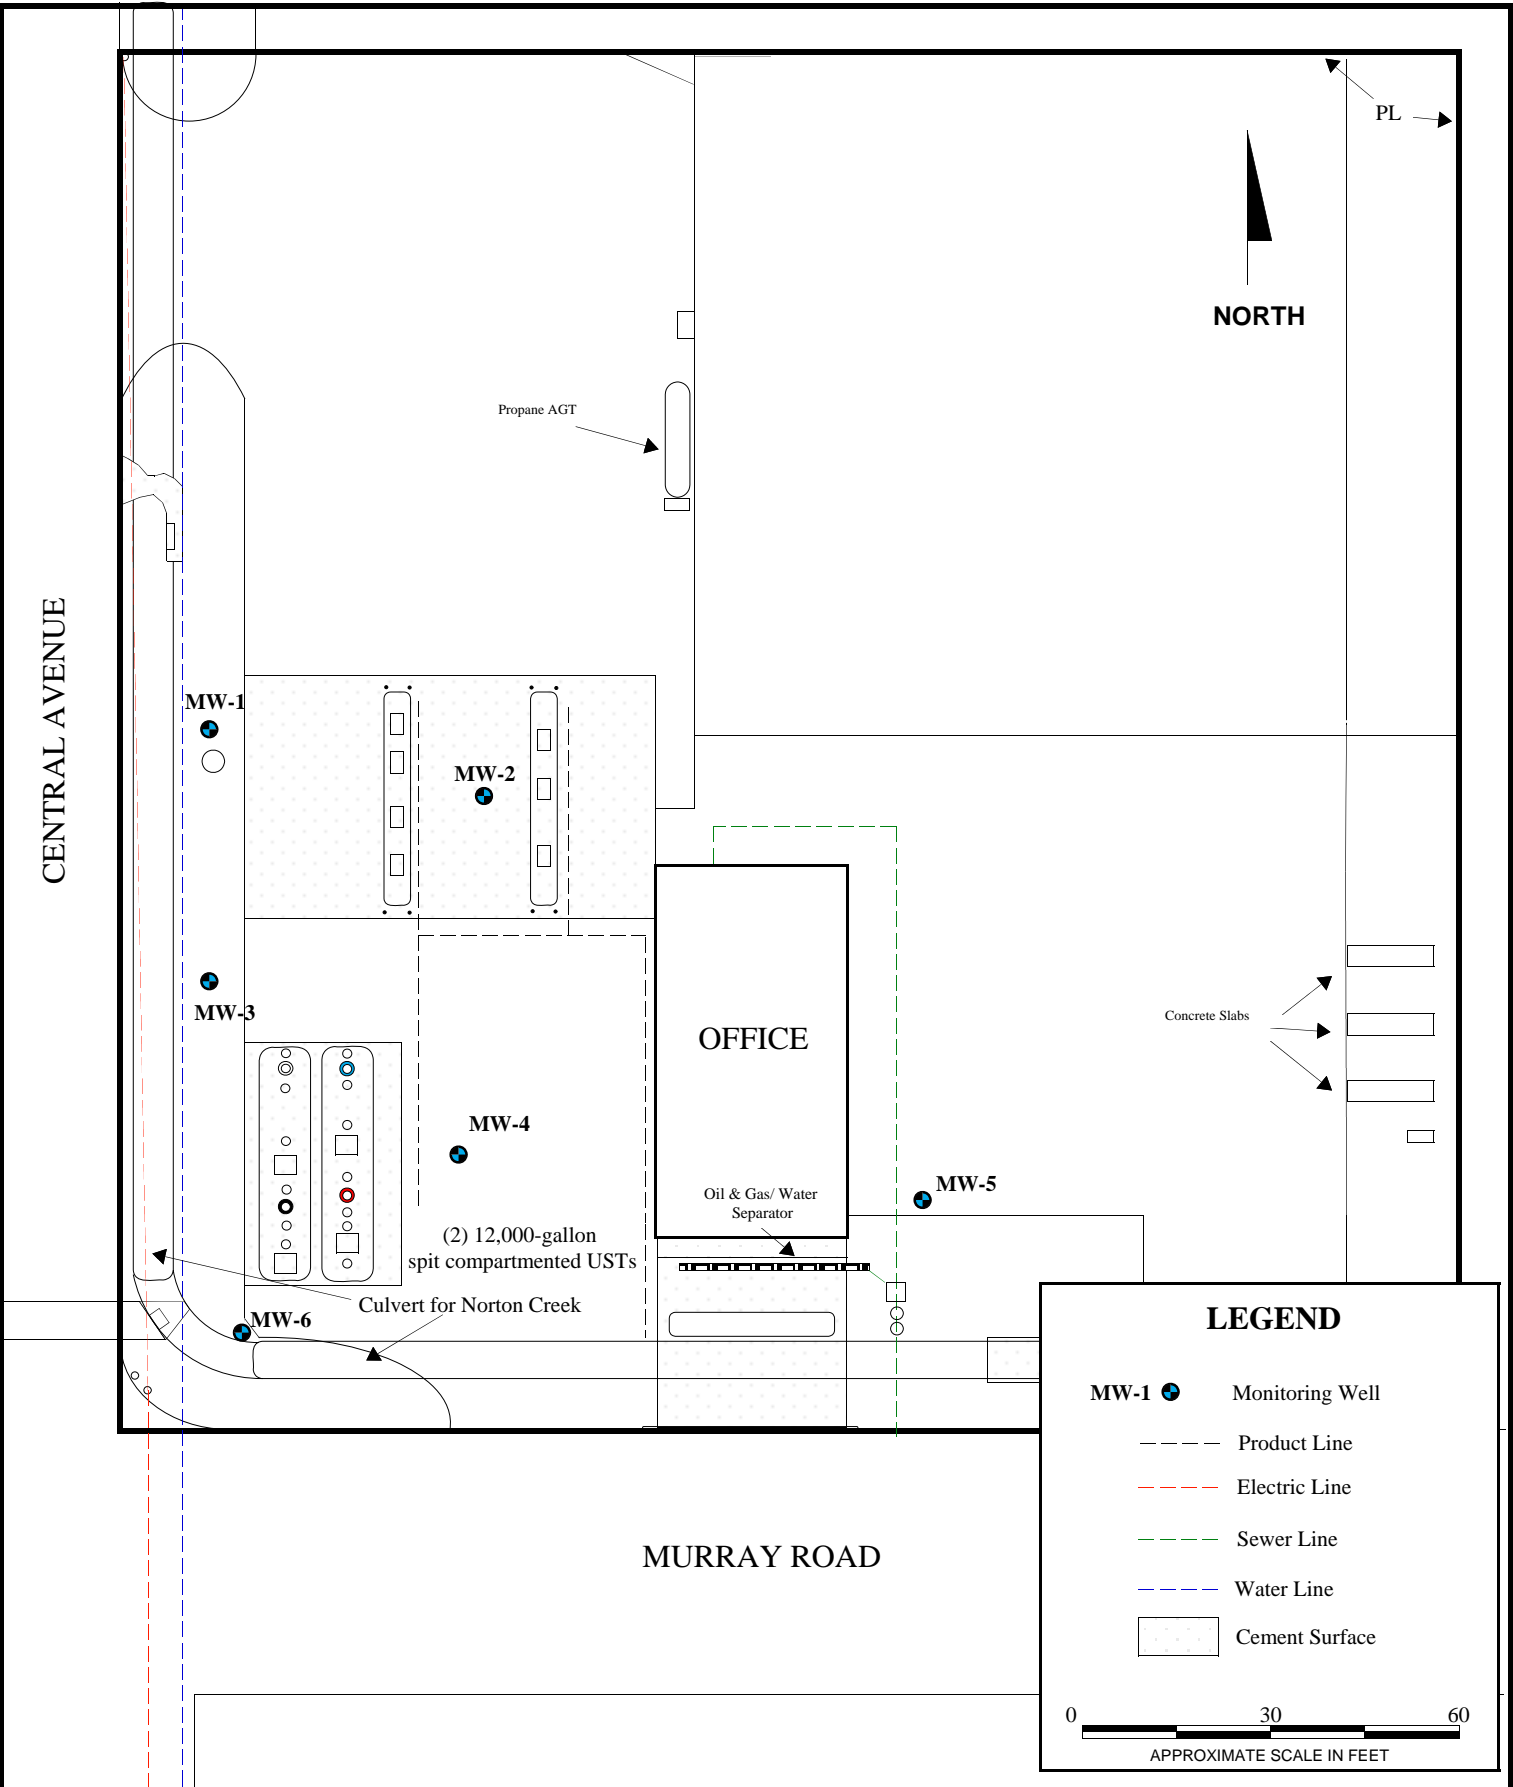 PL
NORTH
Propane AGT
CENTRAL AVENUE
MW-1
MW-2
MW-3
OFFICE
Concrete Slabs
MW-4
MW-5
Oil & Gas/ Water
Separator
(2) 12,000-gallon
spit compartmented USTs
Culvert for Norton Creek
MW-6
MURRAY ROAD
LEGEND
MW-1 Monitoring Well
Product Line
Electric Line
Sewer Line
Water Line
Cement Surface
0 30 60
APPROXIMATE SCALE IN FEET